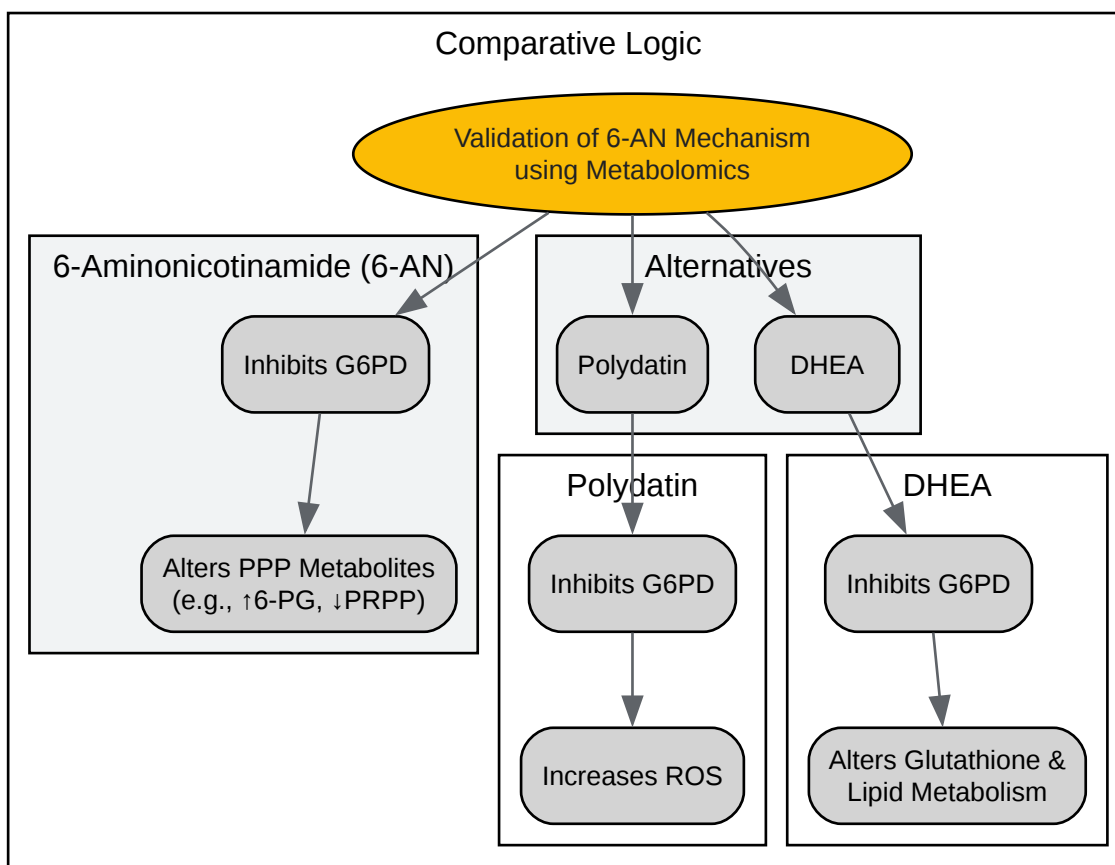 Comparative Logic
Validation of 6-AN Mechanism
using Metabolomics
6-Aminonicotinamide (6-AN)
Inhibits G6PD
Alters PPP Metabolites
(e.g., ↑6-PG, ↓PRPP)
Alternatives
Polydatin
DHEA
Polydatin
Inhibits G6PD
Increases ROS
DHEA
Inhibits G6PD
Alters Glutathione &
Lipid Metabolism